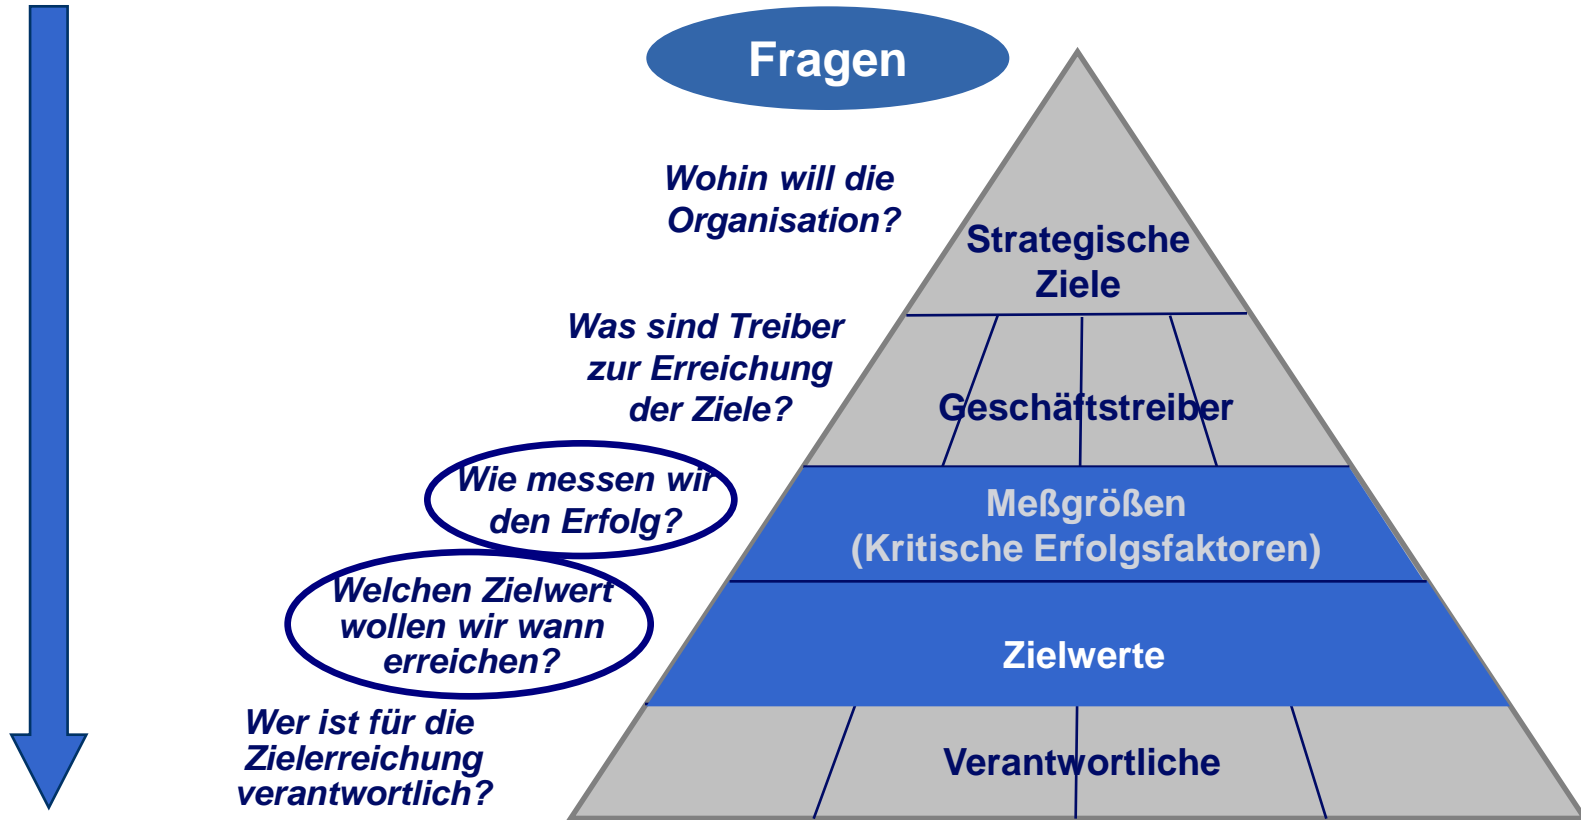 Fragen
Wohin will die
Organisation?
Strategische
Ziele
Was sind Treiber
zur Erreichung
der Ziele?
Geschäftstreiber
Wie messen wir
den Erfolg?
Meßgrößen
(Kritische Erfolgsfaktoren)
Welchen Zielwert
wollen wir wann
erreichen?
Zielwerte
Wer ist für die
Zielerreichung
verantwortlich?
Verantwortliche